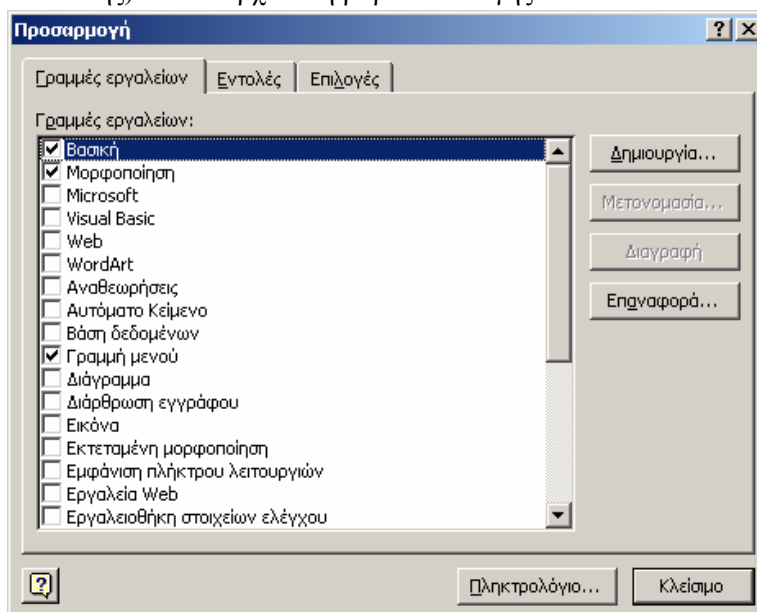 Προσαρμογή
Γραμμές εργαλείων Εντολές Επιλογές
Γραμμές εργαλείων:
Βασική
Μορφοποίηση
Microsoft
Visual Basic
Web
WordArt
Αναθεωρήσεις
Αυτόματο Κείμενο
Βάση δεδομένων
Γραμμή μενού
Διάγραμμα
Διάρθρωση εγγράφου
Εικόνα
Εκτεταμένη μορφοποίηση
Εμφάνιση πλήκτρου λειτουργιών
Εργαλεία Web
Εργαλειοθήκη στοιχείων ελέγχου
Δημιουργία...
Μετονομασία...
Διαγραφή
Επαναφορά...
Πληκτρολόγιο...
Κλείσιμο